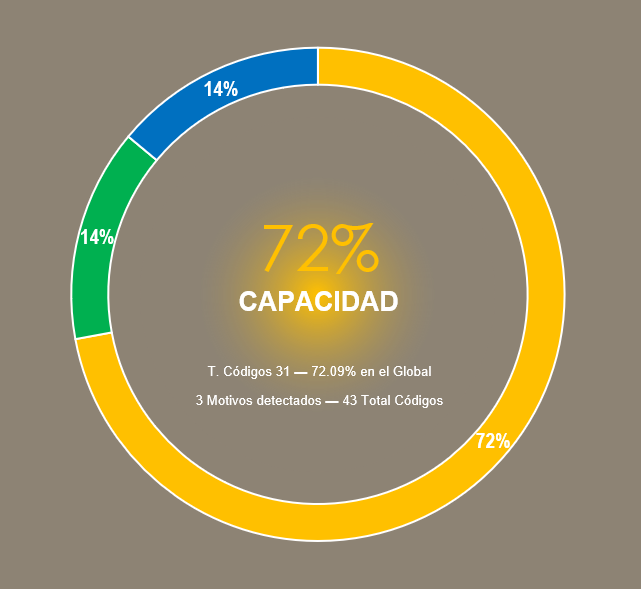 14%
14%
72%
CAPACIDAD
T. Códigos 31 — 72.09% en el Global
3 Motivos detectados — 43 Total Códigos
72%